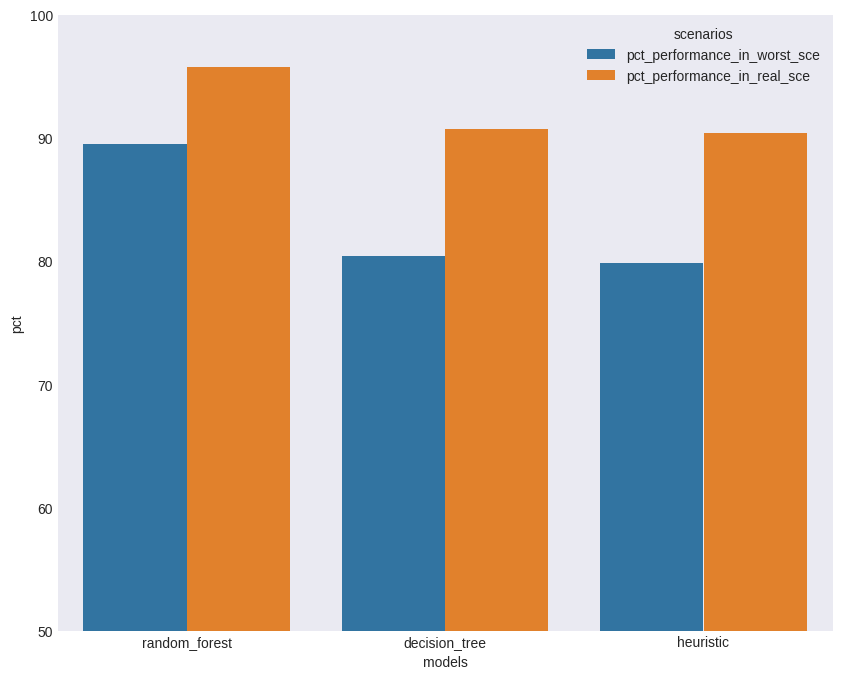 100
90
80
70
60
50
pct
scenarios
pct_performance_in_worst_sce
pct_performance_in_real_sce
random_forest
decision_tree
heuristic
models